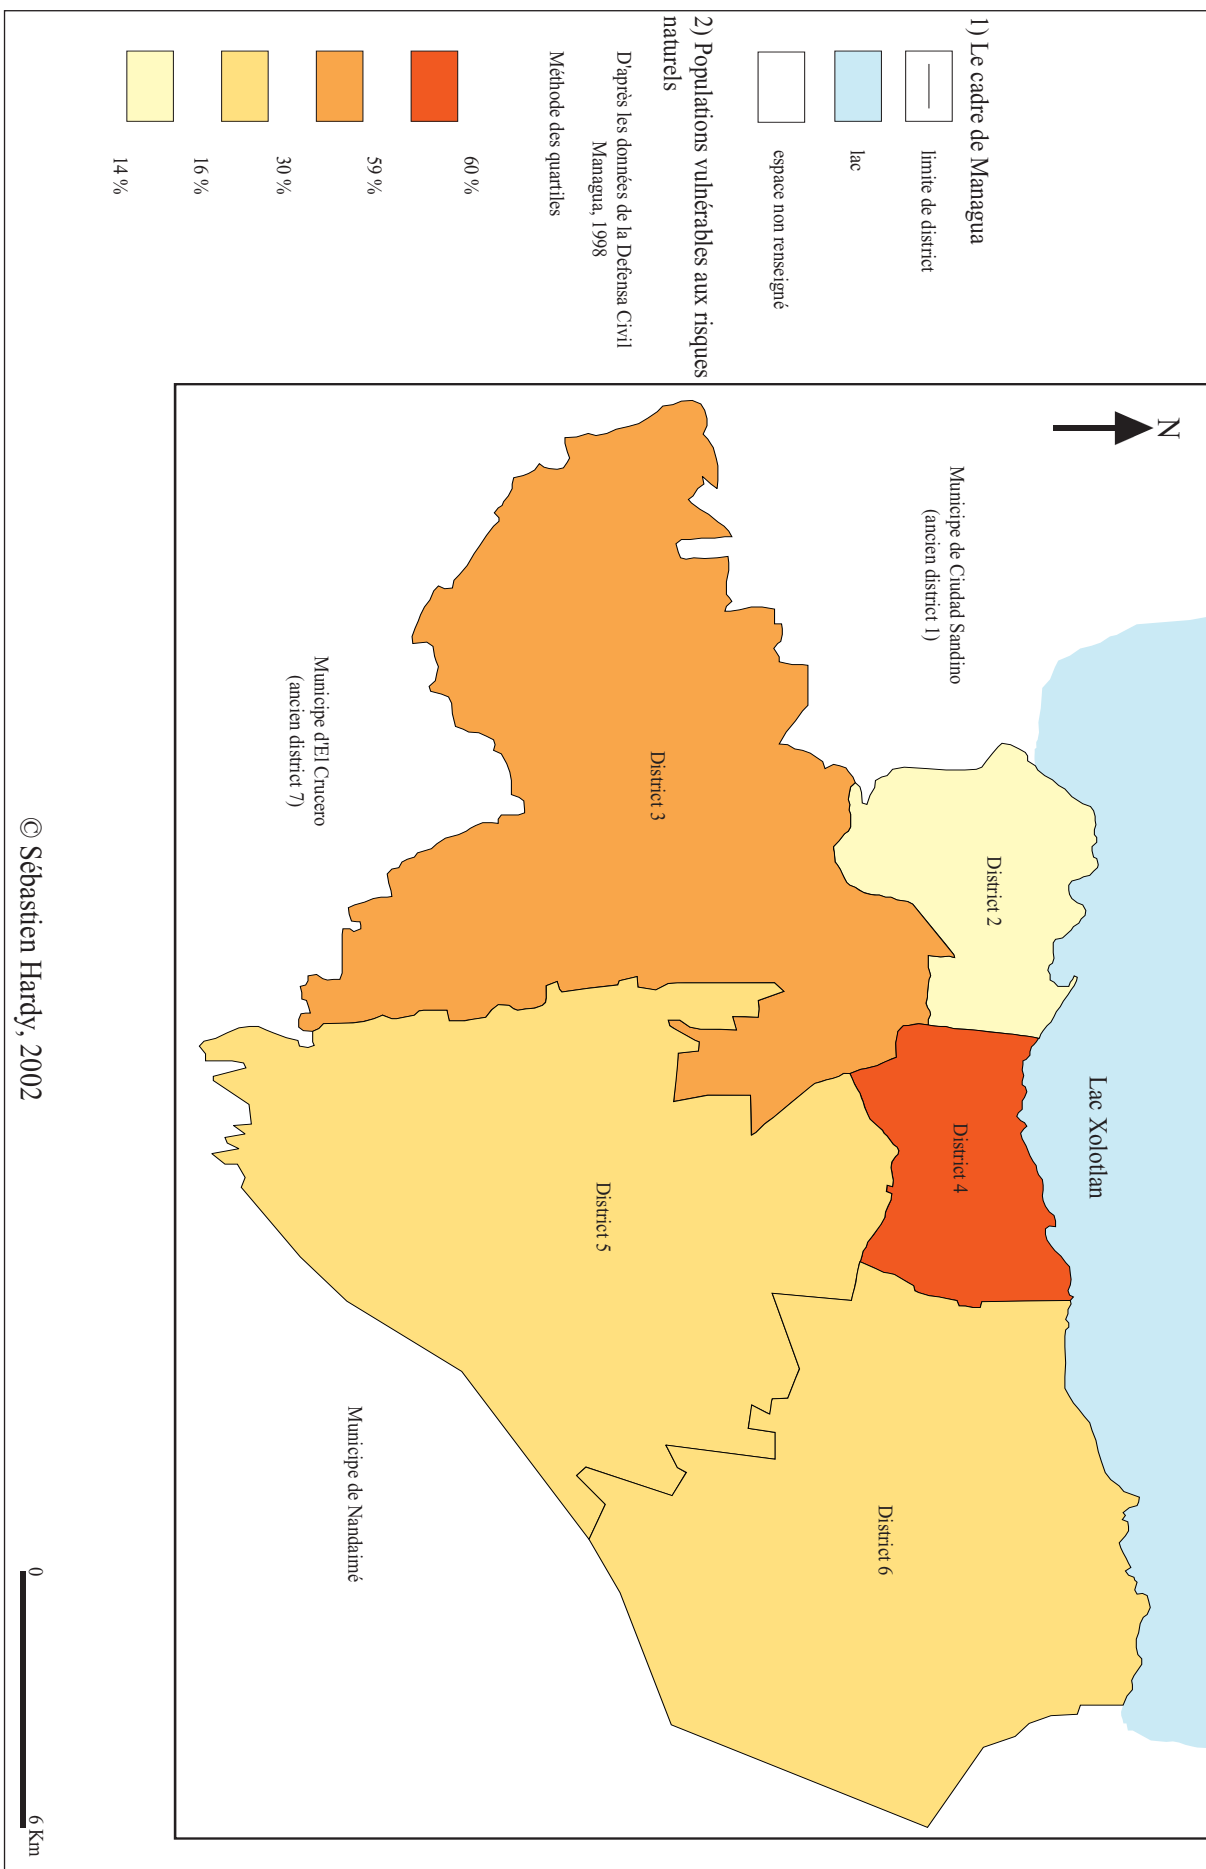 1) Le cadre de Managua
limite de district
lac
espace non renseigné
2) Populations vulnérables aux risques
naturels
D'après les données de la Defensa Civil
Managua, 1998
Méthode des quartiles
60 %
59 %
30 %
16 %
14 %
N
Municipe de Ciudad Sandino
(ancien district 1)
Lac Xolotlan
District 2
District 4
District 6
District 3
District 5
Municipe d'El Crucero
(ancien district 7)
Municipe de Nandaimé
© Sébastien Hardy, 2002
0
6 Km